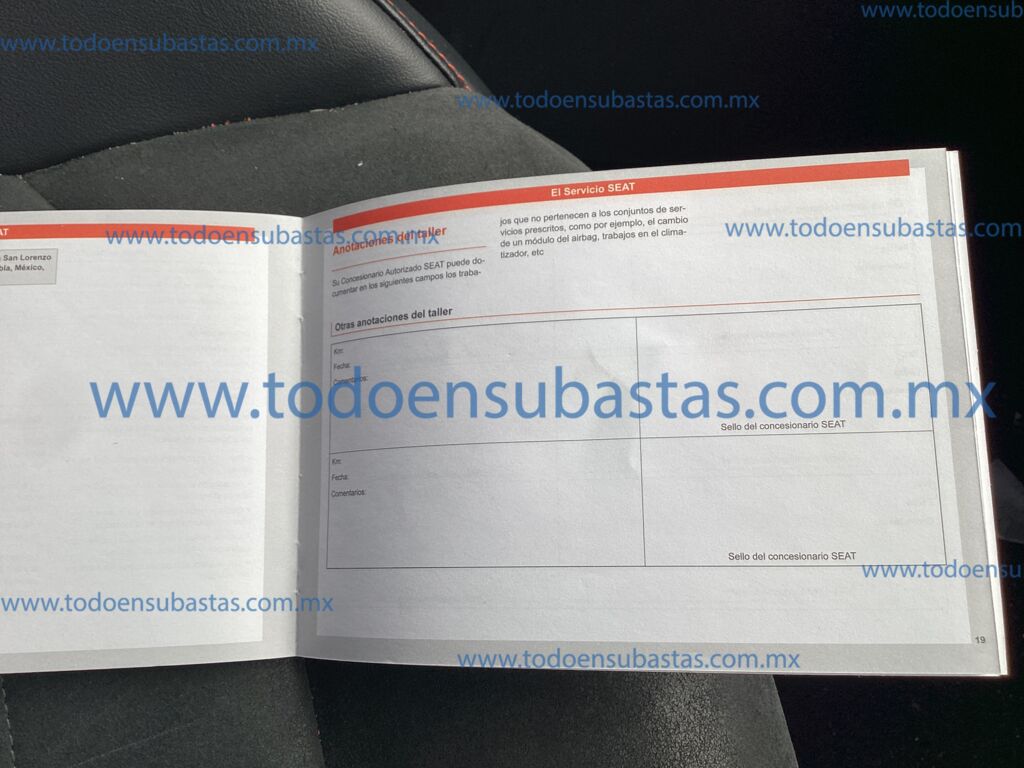 www.todoensubastas.com.mx
www.todoensub
www.todoensubastas.com.mx
AT
San Lorenzo
bla, México,
El Servicio SEAT
www.todoensubastas.com.mx
www.todoensubastas
Anotaciones del taller
Su Concesionario Autorizado SEAT puede do-
cumentar en los siguientes campos los traba-
jos que no pertenecen a los conjuntos de ser-
vicios prescritos, como por ejemplo, el cambio
de un módulo del airbag, trabajos en el clima-
tizador, etc
Otras anotaciones del taller
Km:
Fecha:
Comentarios:
www.todoensubastas.com.mx
Sello del concesionario SEAT
Km:
Fecha:
Comentarios:
Sello del concesionario SEAT
www.todoensu
www.todoensubastas.com.mx
19
www.todoensubastas.com.mx